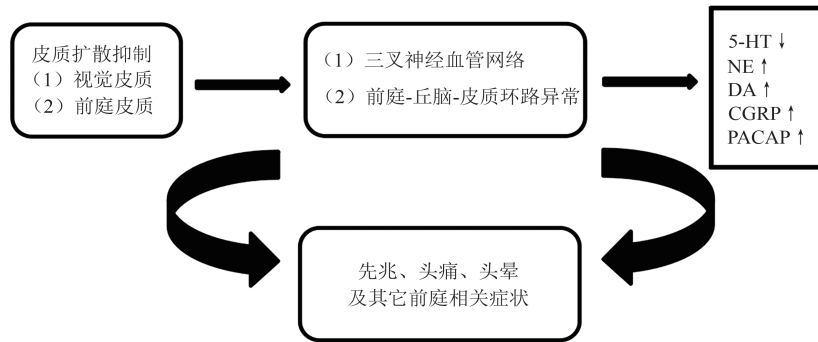 皮质扩散抑制
（1）视觉皮质
（2）前庭皮质
（1）三叉神经血管网络
（2）前庭-丘脑-皮质环路异常
5-HT↓
NE↑
DA↑
CGRP↑
PACAP↑
先兆、头痛、头晕
及其它前庭相关症状